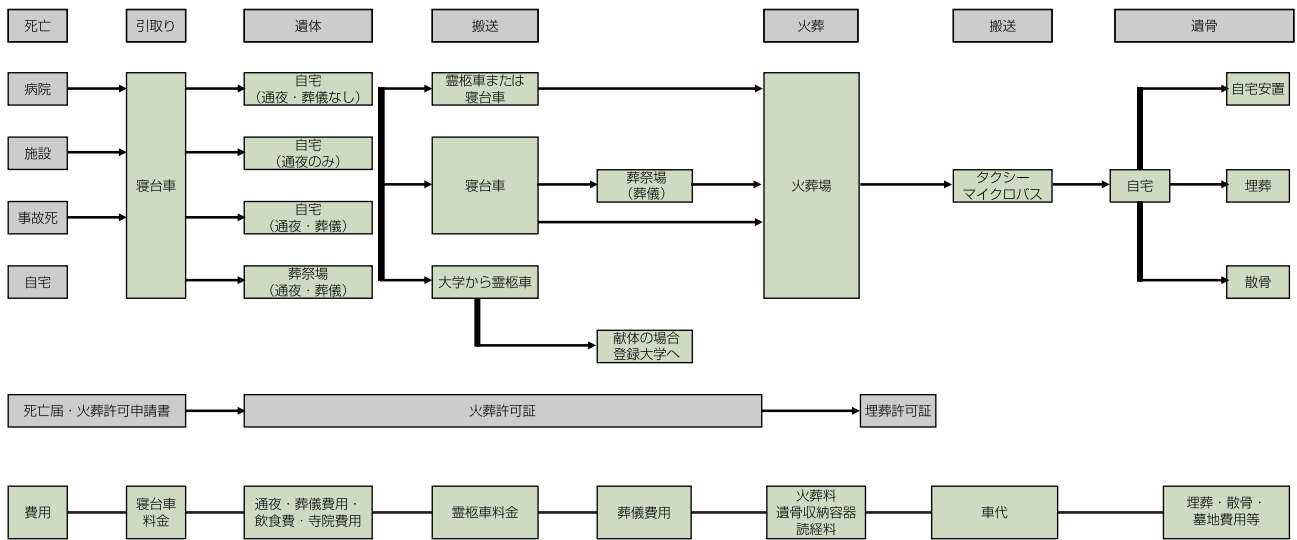 死亡
引取り
遺体
搬送
火葬
搬送
遺骨
病院
施設
事故死
自宅
寝台車
自宅
（通夜・葬儀なし）
自宅
（通夜のみ）
自宅
（通夜・葬儀）
葬祭場
（通夜・葬儀）
霊柩車または
寝台車
寝台車
大学から霊柩車
葬祭場
（葬儀）
献体の場合
登録大学へ
火葬場
タクシー
マイクロバス
自宅
自宅安置
埋葬
散骨
死亡届・火葬許可申請書
火葬許可証
埋葬許可証
費用
寝台車
料金
通夜・葬儀費用・
飲食費・寺院費用
霊柩車料金
葬儀費用
火葬料
遺骨収納容器
読経料
車代
埋葬・散骨・
墓地費用等